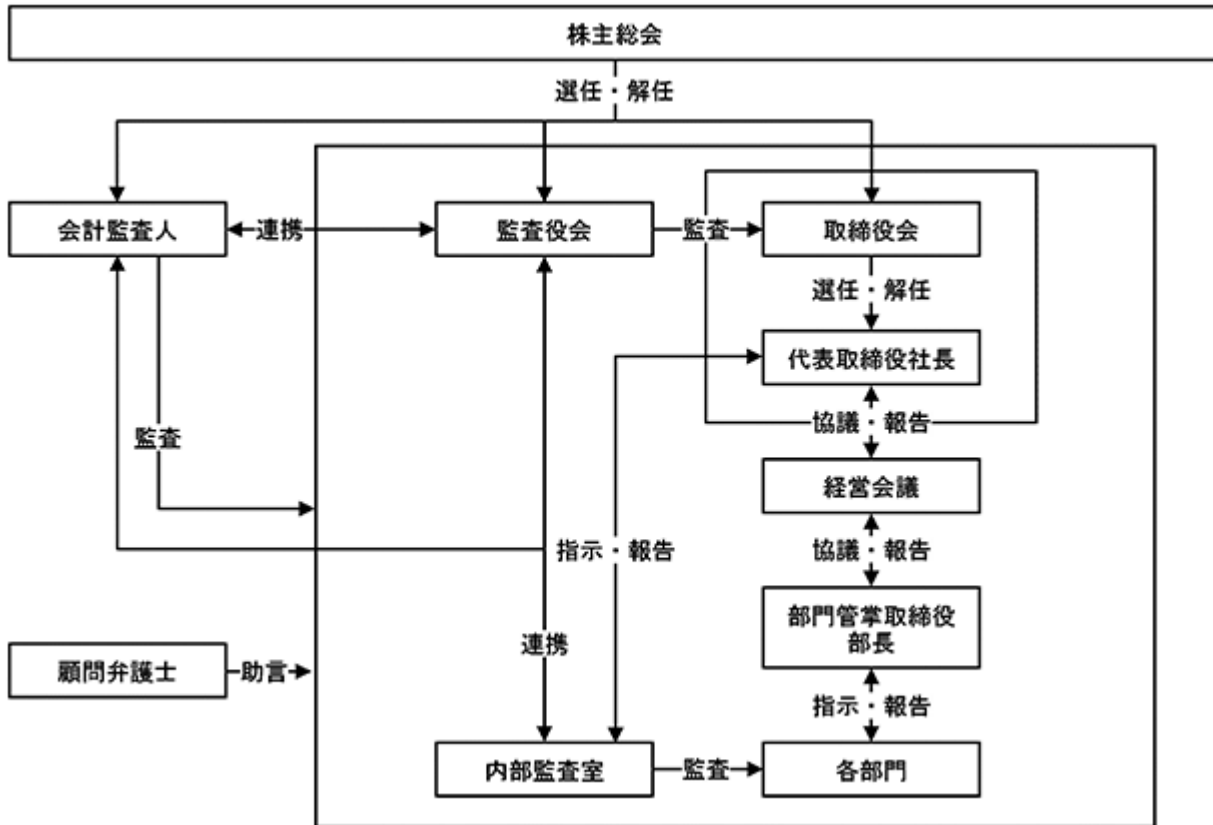 株主総会
選任・解任
会計監査人
連携
監査役会
監査
取締役会
選任・解任
代表取締役社長
協議・報告
監査
経営会議
指示・報告
協議・報告
部門管掌取締役
部長
連携
顧問弁護士
助言
指示・報告
内部監査室
監査
各部門